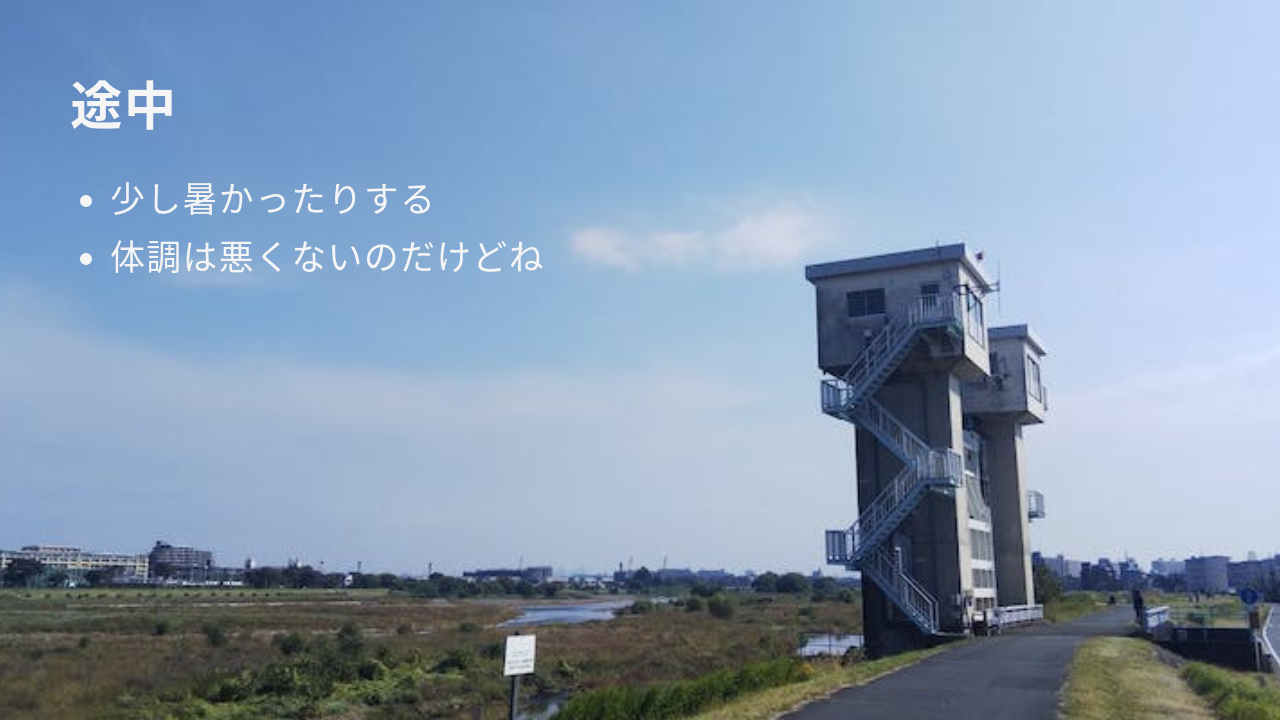 途中
少し暑かったりする
体調は悪くないのだけどね